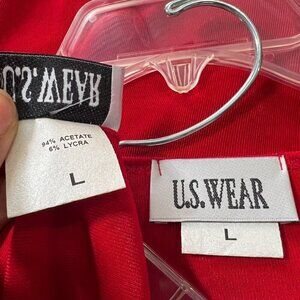 U.S.WEAR
94% ACETATE
6% LYCRA
L
U.S.WEAR
L